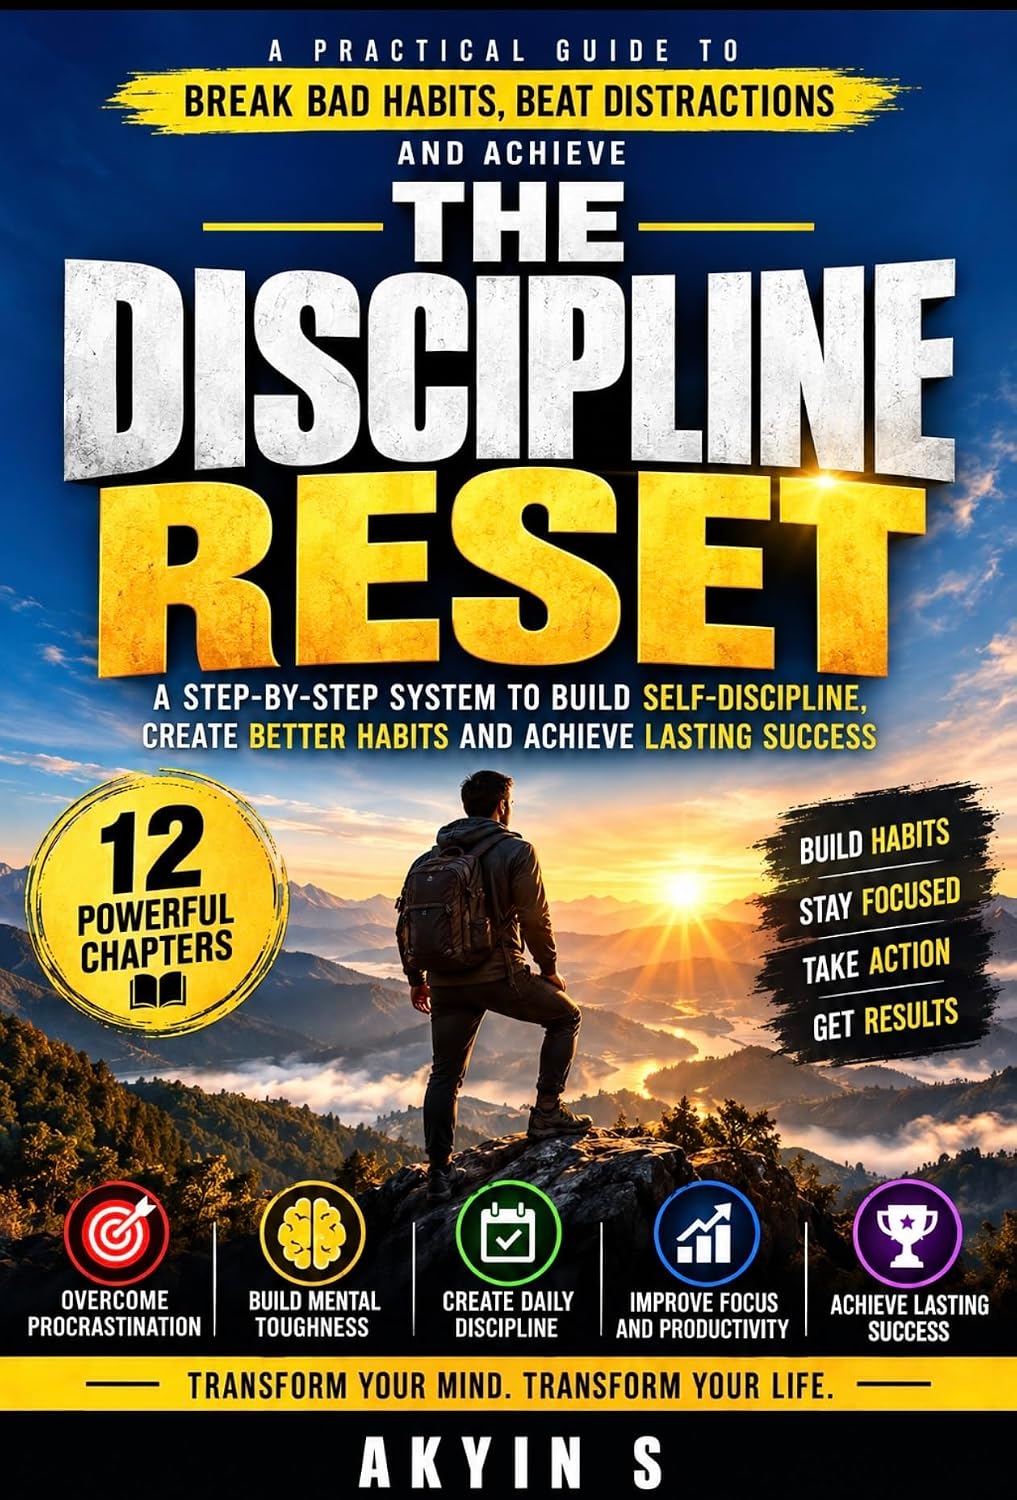 A PRACTICAL GUIDE TO
BREAK BAD HABITS, BEAT DISTRACTIONS
AND ACHIEVE
THE
DISCIPLINE
RESET
A STEP-BY-STEP SYSTEM TO BUILD SELF-DISCIPLINE,
CREATE BETTER HABITS AND ACHIEVE LASTING SUCCESS
12
POWERFUL
CHAPTERS
BUILD HABITS
STAY FOCUSED
TAKE ACTION
GET RESULTS
OVERCOME
PROCRASTINATION
BUILD MENTAL
TOUGHNESS
CREATE DAILY
DISCIPLINE
IMPROVE FOCUS
AND PRODUCTIVITY
ACHIEVE LASTING
SUCCESS
TRANSFORM YOUR MIND. TRANSFORM YOUR LIFE.
AKYIN S